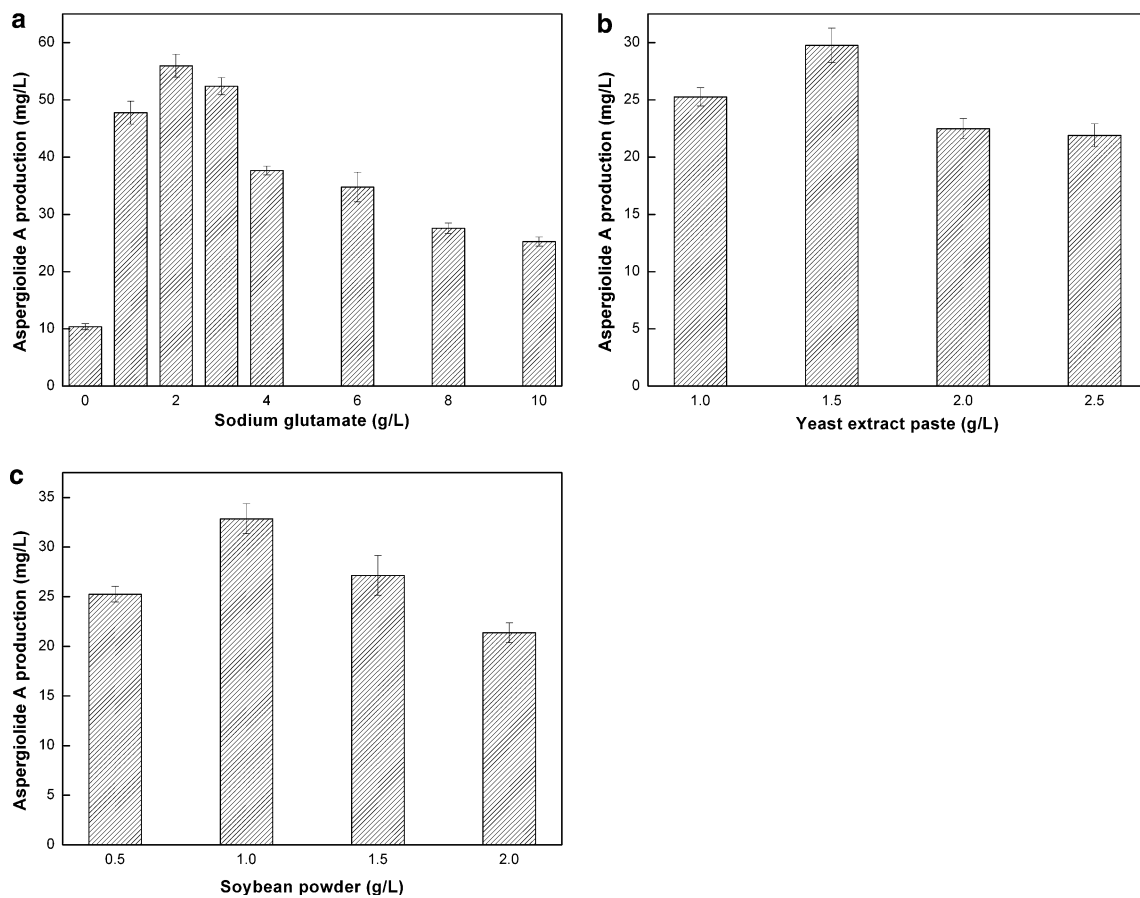 a
Aspergiolide A production (mg/L)
60
50
40
30
20
10
0
0 2 4 6 8 10
Sodium glutamate (g/L)
b
Aspergiolide A production (mg/L)
30
25
20
15
10
5
0
1.0 1.5 2.0 2.5
Yeast extract paste (g/L)
c
Aspergiolide A production (mg/L)
35
30
25
20
15
10
5
0
0.5 1.0 1.5 2.0
Soybean powder (g/L)